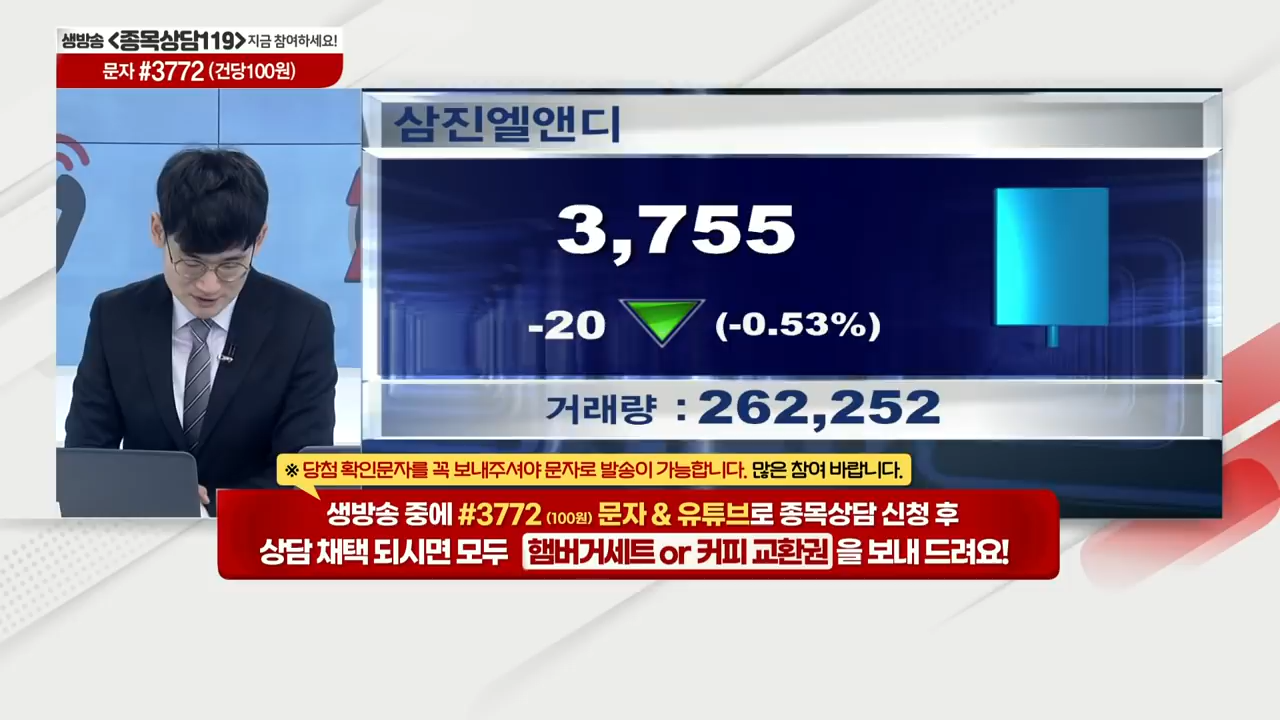 생방송 <종목상담119> 지금 참여하세요!
문자 #3772 (건당100원)
삼진엘앤디
3,755
-20 (-0.53%)
거래량 : 262,252
※ 당첨 확인문자를 꼭 보내주셔야 문자로 발송이 가능합니다. 많은 참여 바랍니다.
생방송 중에 #3772 (100원) 문자 & 유튜브로 종목상담 신청 후
상담 채택 되시면 모두 햄버거세트 or 커피 교환권 을 보내 드려요!